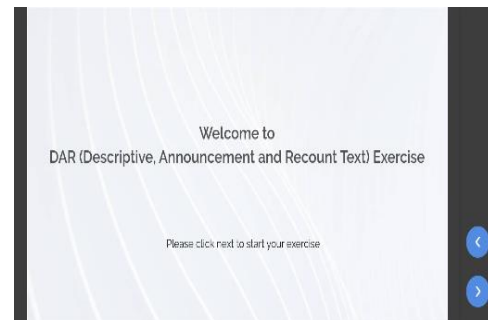 Welcome to
DAR (Descriptive, Announcement and Recount Text) Exercise
Please click next to start your exercise